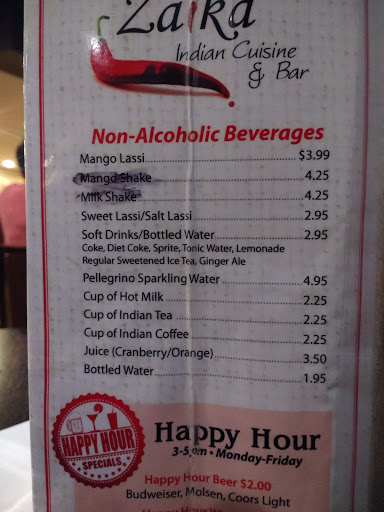 Zaika
Indian Cuisine
& Bar
Non-Alcoholic Beverages
Mango Lassi $3.99
Mango Shake 4.25
Milk Shake 4.25
Sweet Lassi/Salt Lassi 2.95
Soft Drinks/Bottled Water 2.95
Coke, Diet Coke, Sprite, Tonic Water, Lemonade
Regular Sweetened Ice Tea, Ginger Ale
Pellegrino Sparkling Water 4.95
Cup of Hot Milk 2.25
Cup of Indian Tea 2.25
Cup of Indian Coffee 2.25
Juice (Cranberry/Orange) 3.50
Bottled Water 1.95
HAPPY HOUR
SPECIALS
Happy Hour
3-5pm • Monday-Friday
Happy Hour Beer $2.00
Budweiser, Molsen, Coors Light
Happy Hour